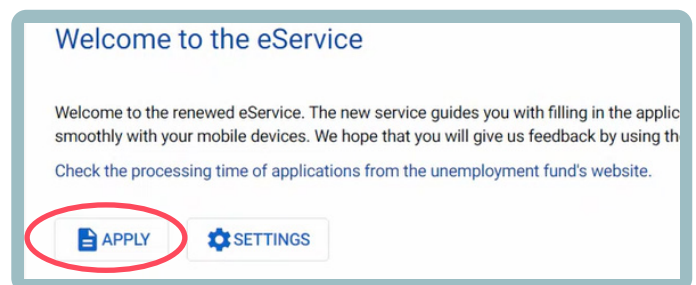 Welcome to the eService
Welcome to the renewed eService. The new service guides you with filling in the
smoothly with your mobile devices. We hope that you will give us feedback by using
Check the processing time of applications from the unemployment fund's website.
APPLY SETTINGS